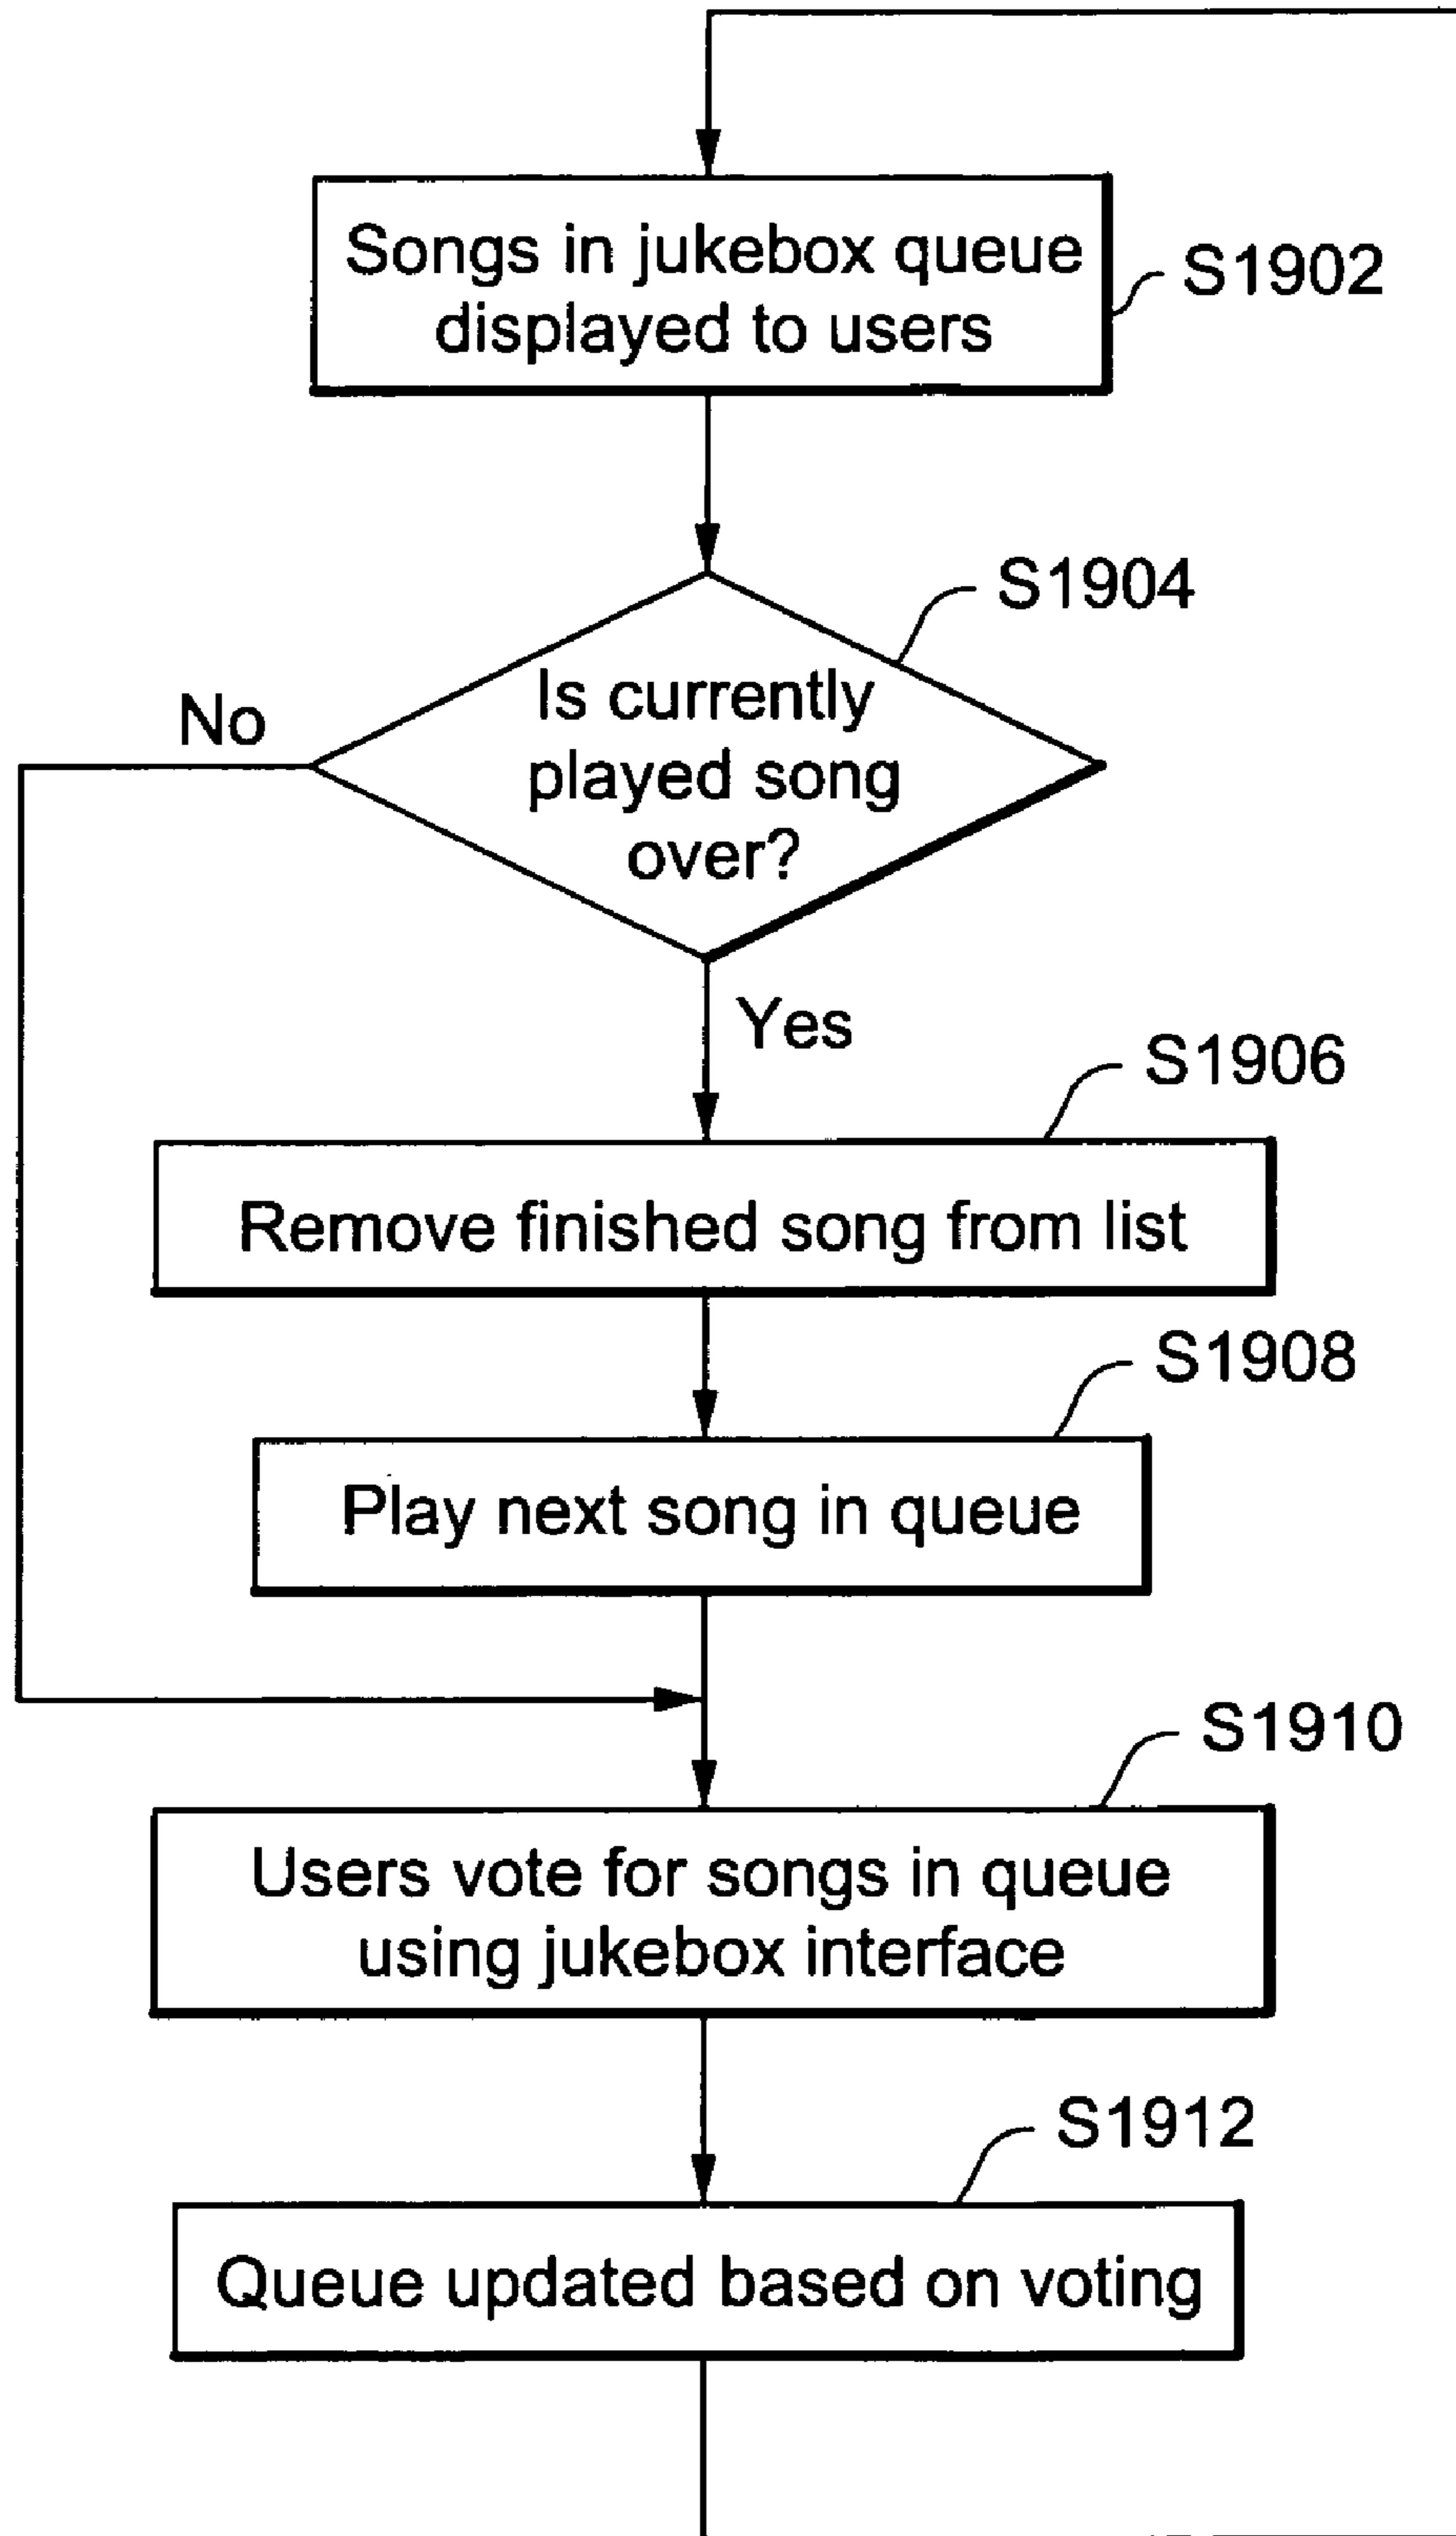 Songs in jukebox queue
displayed to users
S1902
S1904
Is currently
played song
over?
No
Yes
S1906
Remove finished song from list
S1908
Play next song in queue
S1910
Users vote for songs in queue
using jukebox interface
S1912
Queue updated based on voting